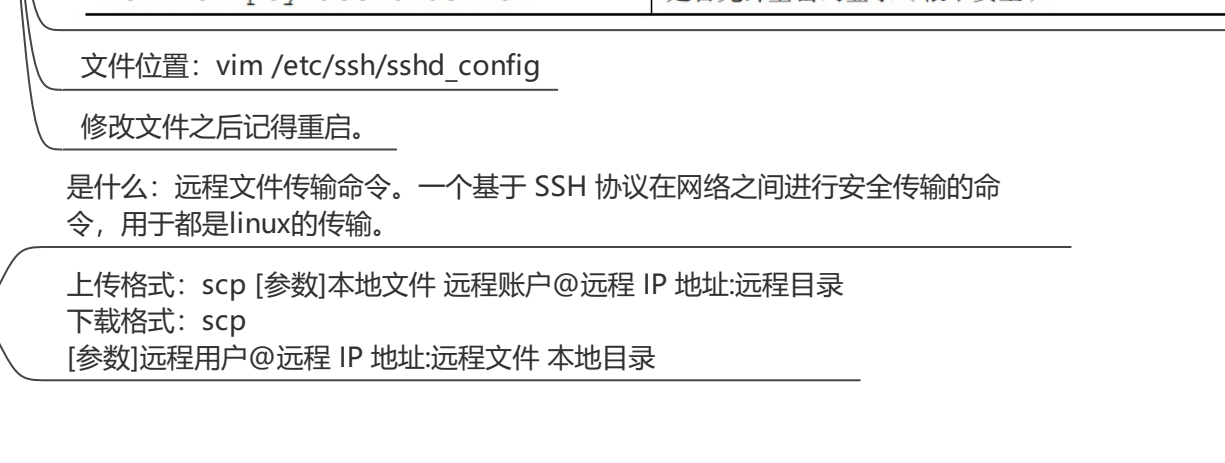 文件位置：vim /etc/ssh/sshd_config
修改文件之后记得重启。
是什么：远程文件传输命令。一个基于 SSH 协议在网络之间进行安全传输的命
令，用于都是linux的传输。
上传格式：scp [参数]本地文件 远程账户@远程 IP 地址:远程目录
下载格式：scp
[参数]远程用户@远程 IP 地址:远程文件 本地目录